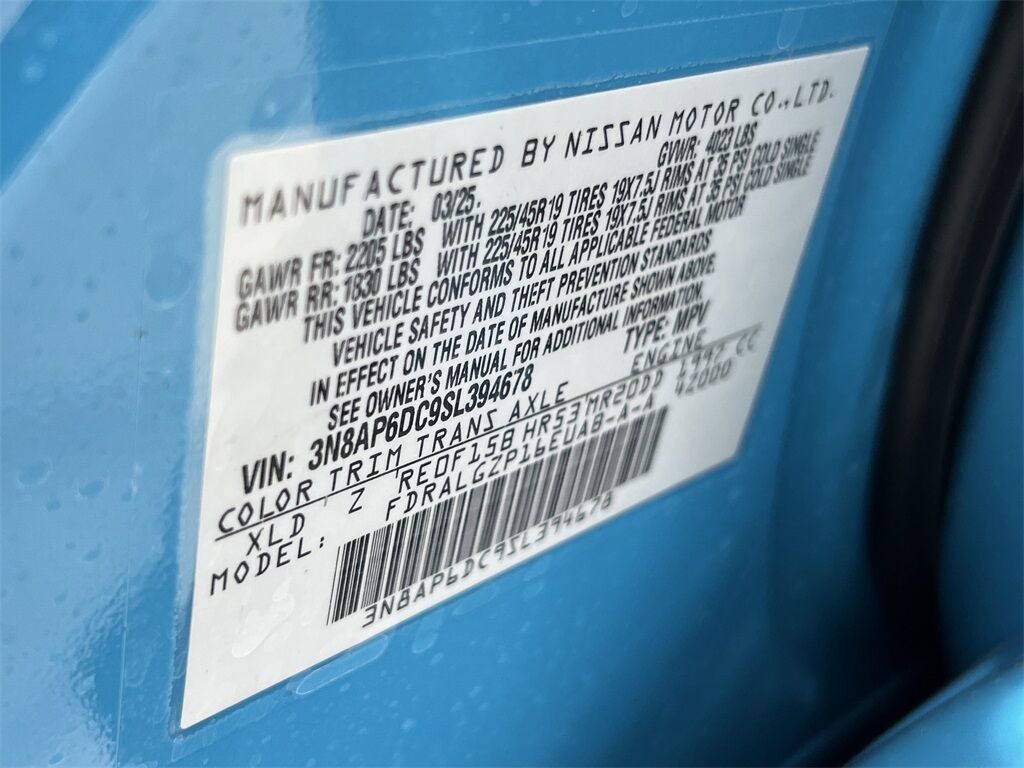 MANUFACTURED BY NISSAN MOTOR CO.,LTD.
DATE: 03/25. GVWR: 4023 LBS
GAWR FR: 2205 LBS WITH 225/45R19 TIRES 19X7.5J RIMS AT 35 PSI COLD SINGLE
GAWR RR: 1830 LBS WITH 225/45R19 TIRES 19X7.5J RIMS AT 35 PSI COLD SINGLE
THIS VEHICLE CONFORMS TO ALL APPLICABLE FEDERAL MOTOR
VEHICLE SAFETY AND THEFT PREVENTION STANDARDS
IN EFFECT ON THE DATE OF MANUFACTURE SHOWN ABOVE.
SEE OWNER'S MANUAL FOR ADDITIONAL INFORMATION.
VIN: 3N8AP6DC9SL394678 TYPE: MPV
COLOR TRIM TRANS AXLE ENGINE
XLD Z RE0F15B HR53 MR20DD 1997 CC
MODEL: FDRALGZP16EUAB-A-A 42000
3N8AP6DC9SL394678